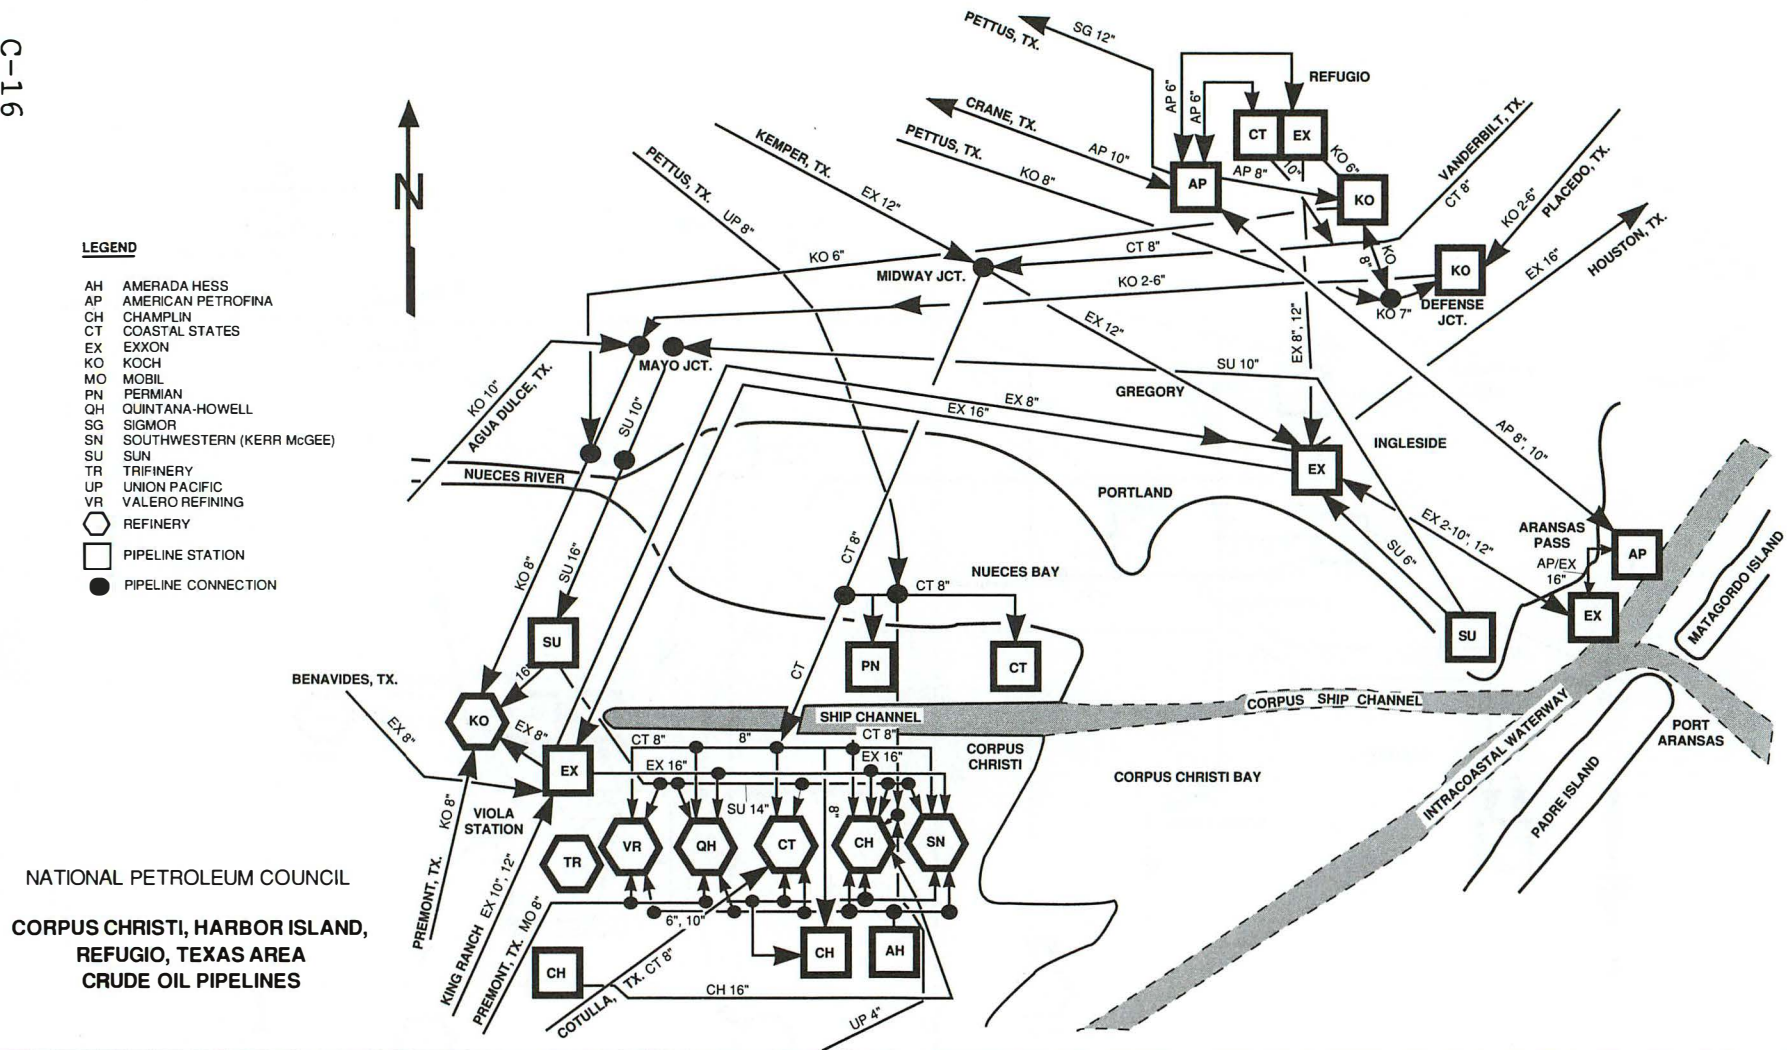 C-16
PETTUS, TX.
SG 12"
AP 6"
AP 6"
REFUGIO
CT
EX
CRANE, TX.
AP 10"
PETTUS, TX.
KO 8"
KEMPER, TX.
EX 12"
PETTUS, TX.
UP 8"
AP
AP 8"
10"
KO 6"
KO
VANDERBILT, TX.
CT 8"
PLACEDO, TX.
KO 2-6"
HOUSTON, TX.
EX 16"
N
KO 6"
MIDWAY JCT.
CT 8"
KO 2-6"
KO
8"
KO
KO 7"
DEFENSE
JCT.
LEGEND
AH AMERADA HESS
AP AMERICAN PETROFINA
CH CHAMPLIN
CT COASTAL STATES
EX EXXON
KO KOCH
MO MOBIL
PN PERMIAN
QH QUINTANA-HOWELL
SG SIGMOR
SN SOUTHWESTERN (KERR McGEE)
SU SUN
TR TRIFINERY
UP UNION PACIFIC
VR VALERO REFINING
REFINERY
PIPELINE STATION
PIPELINE CONNECTION
MAYO JCT.
EX 12"
EX 8", 12"
SU 10"
GREGORY
KO 10"
AGUA DULCE, TX.
SU 10"
EX 8"
EX 16"
INGLESIDE
AP 8", 10"
NUECES RIVER
EX
PORTLAND
EX 2-10", 12"
ARANSAS
PASS
AP
AP/EX
16"
EX
SU 6"
SU
MATAGORDO ISLAND
KO 8"
SU 16"
CT 8"
NUECES BAY
CT 8"
SU
PN
CT
CT
16"
BENAVIDES, TX.
EX 8"
KO
EX 8"
SHIP CHANNEL
CORPUS SHIP CHANNEL
INTRACOASTAL WATERWAY
PORT
ARANSAS
PADRE ISLAND
CORPUS
CHRISTI
CORPUS CHRISTI BAY
CT 8"
8"
CT 8"
EX
EX 16"
EX 16"
SU 14"
8"
KO 8"
VIOLA
STATION
TR
VR
QH
CT
CH
SN
PREMONT, TX.
KING RANCH EX 10", 12"
PREMONT, TX. MO 8"
6", 10"
CH
COTULLA, TX. CT 8"
CH
AH
CH 16"
UP 4"
NATIONAL PETROLEUM COUNCIL
CORPUS CHRISTI, HARBOR ISLAND,
REFUGIO, TEXAS AREA
CRUDE OIL PIPELINES